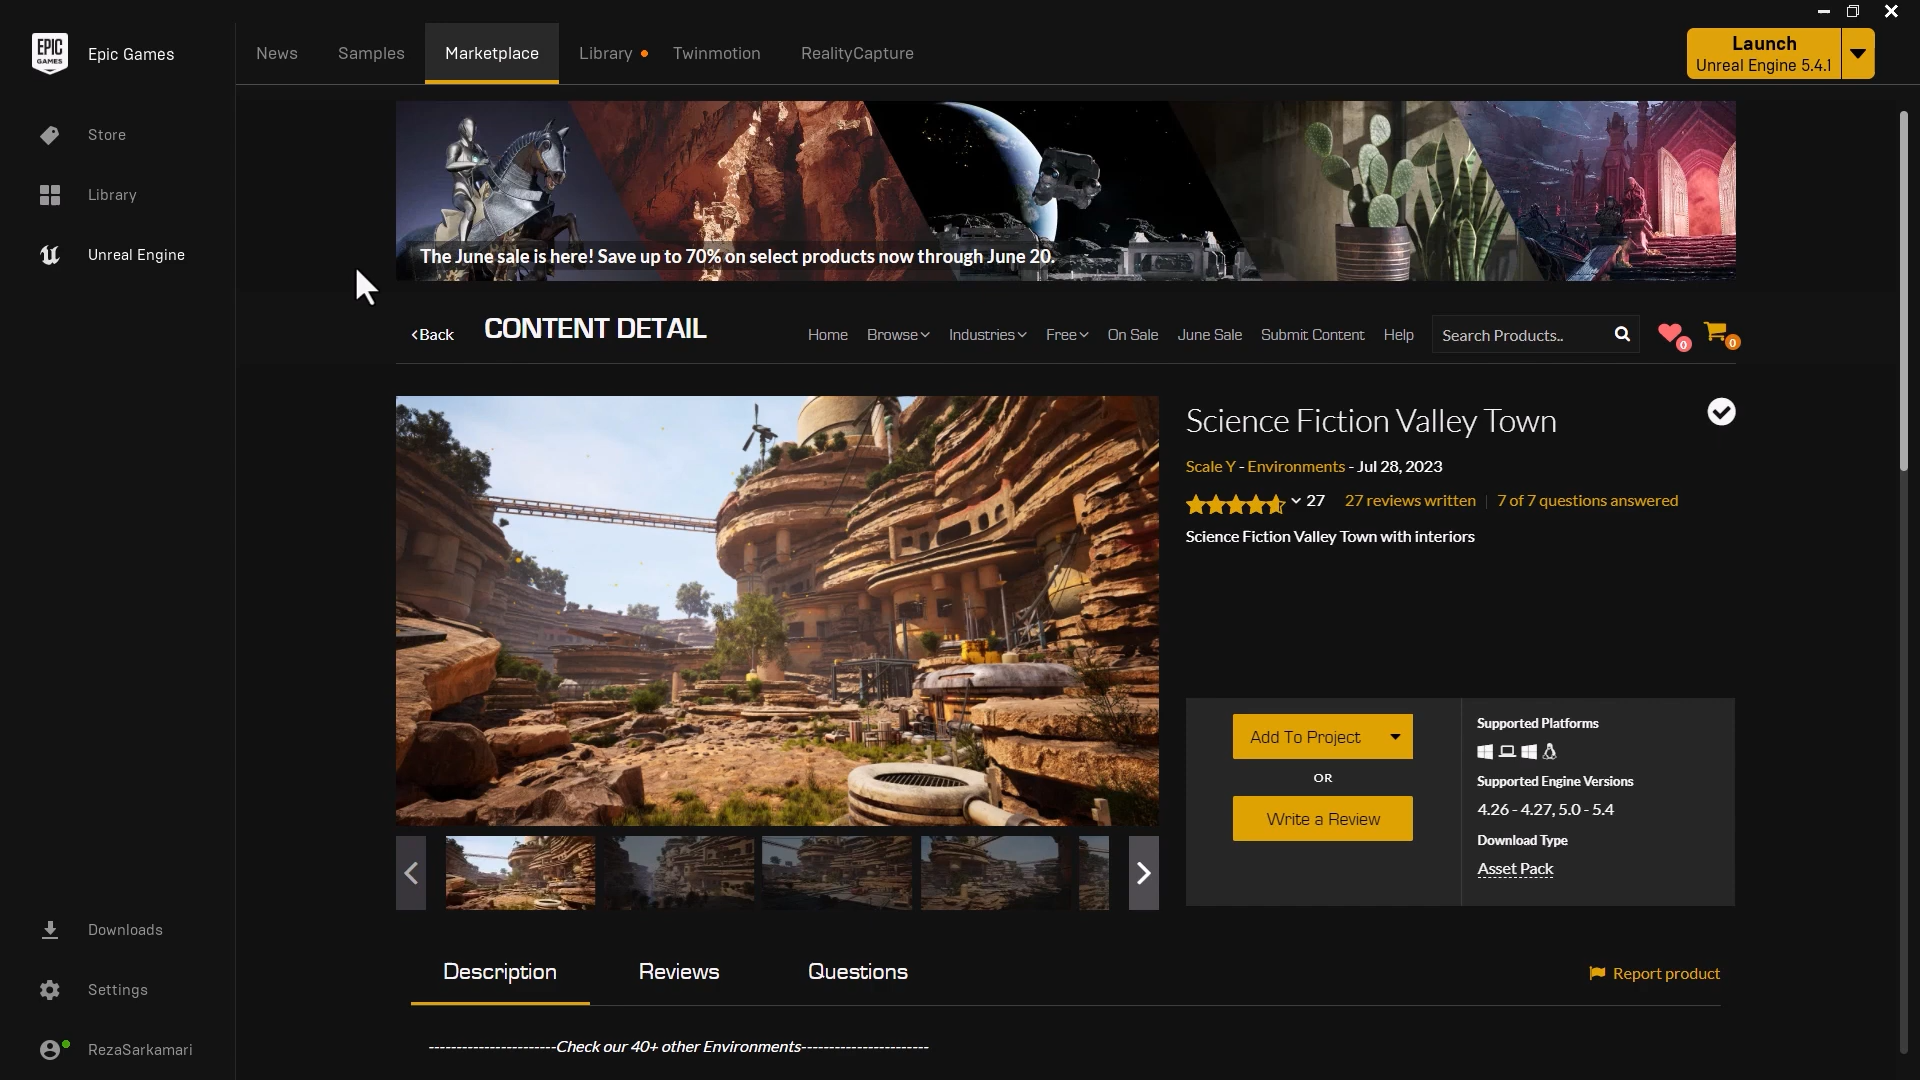 EPIC
GAMES
Epic Games
News
Samples
Marketplace
Library
Twinmotion
RealityCapture
Launch
Unreal Engine 5.4.1
Store
Library
Unreal Engine
The June sale is here! Save up to 70% on select products now through June 20.
Back
CONTENT DETAIL
Home
Browse
Industries
Free
On Sale
June Sale
Submit Content
Help
Search Products..
0
0
Science Fiction Valley Town
Scale Y - Environments - Jul 28, 2023
27
27 reviews written
7 of 7 questions answered
Science Fiction Valley Town with interiors
Add To Project
OR
Write a Review
Supported Platforms
Supported Engine Versions
4.26 - 4.27, 5.0 - 5.4
Download Type
Asset Pack
Description
Reviews
Questions
Report product
-----------------------Check our 40+ other Environments-----------------------
Downloads
Settings
RezaSarkamari